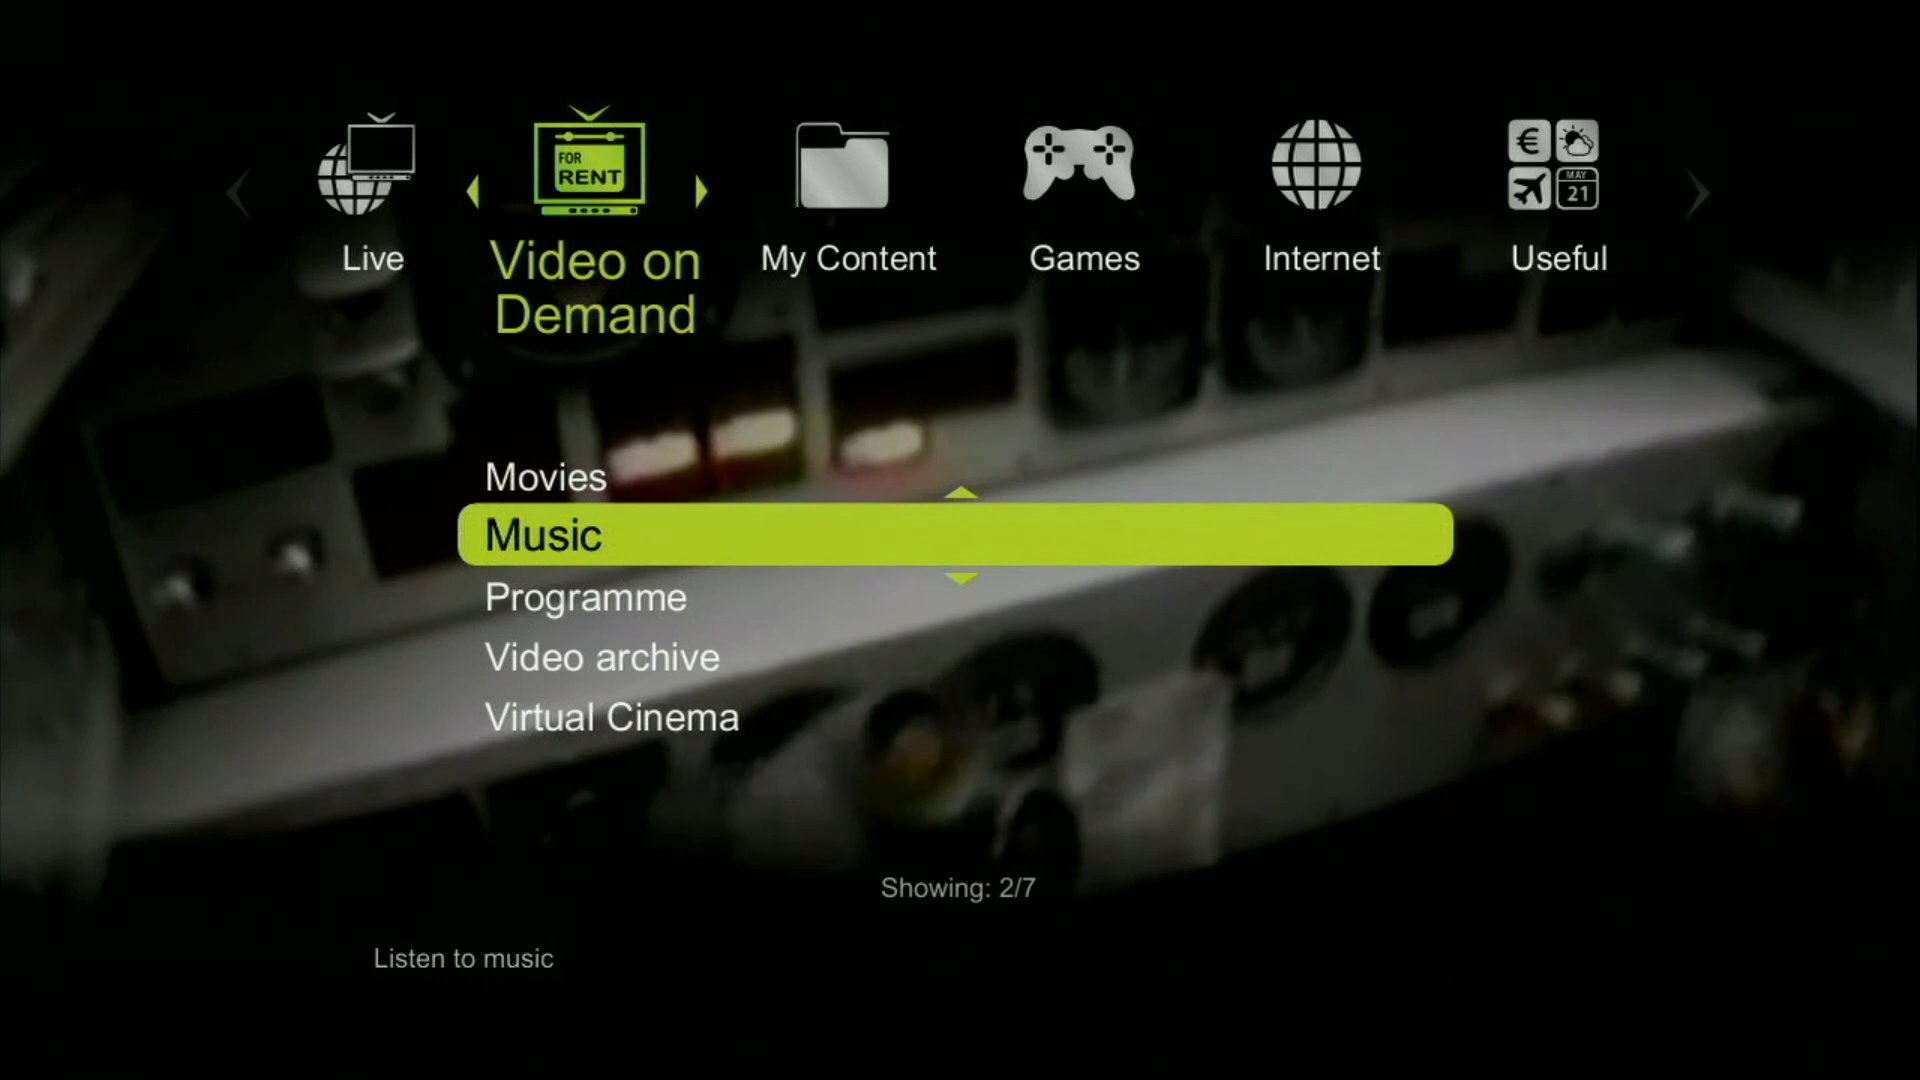 FOR
RENT
€
MAY
21
Live
Video on
Demand
My Content
Games
Internet
Useful
Movies
Music
Programme
Video archive
Virtual Cinema
Showing: 2/7
Listen to music